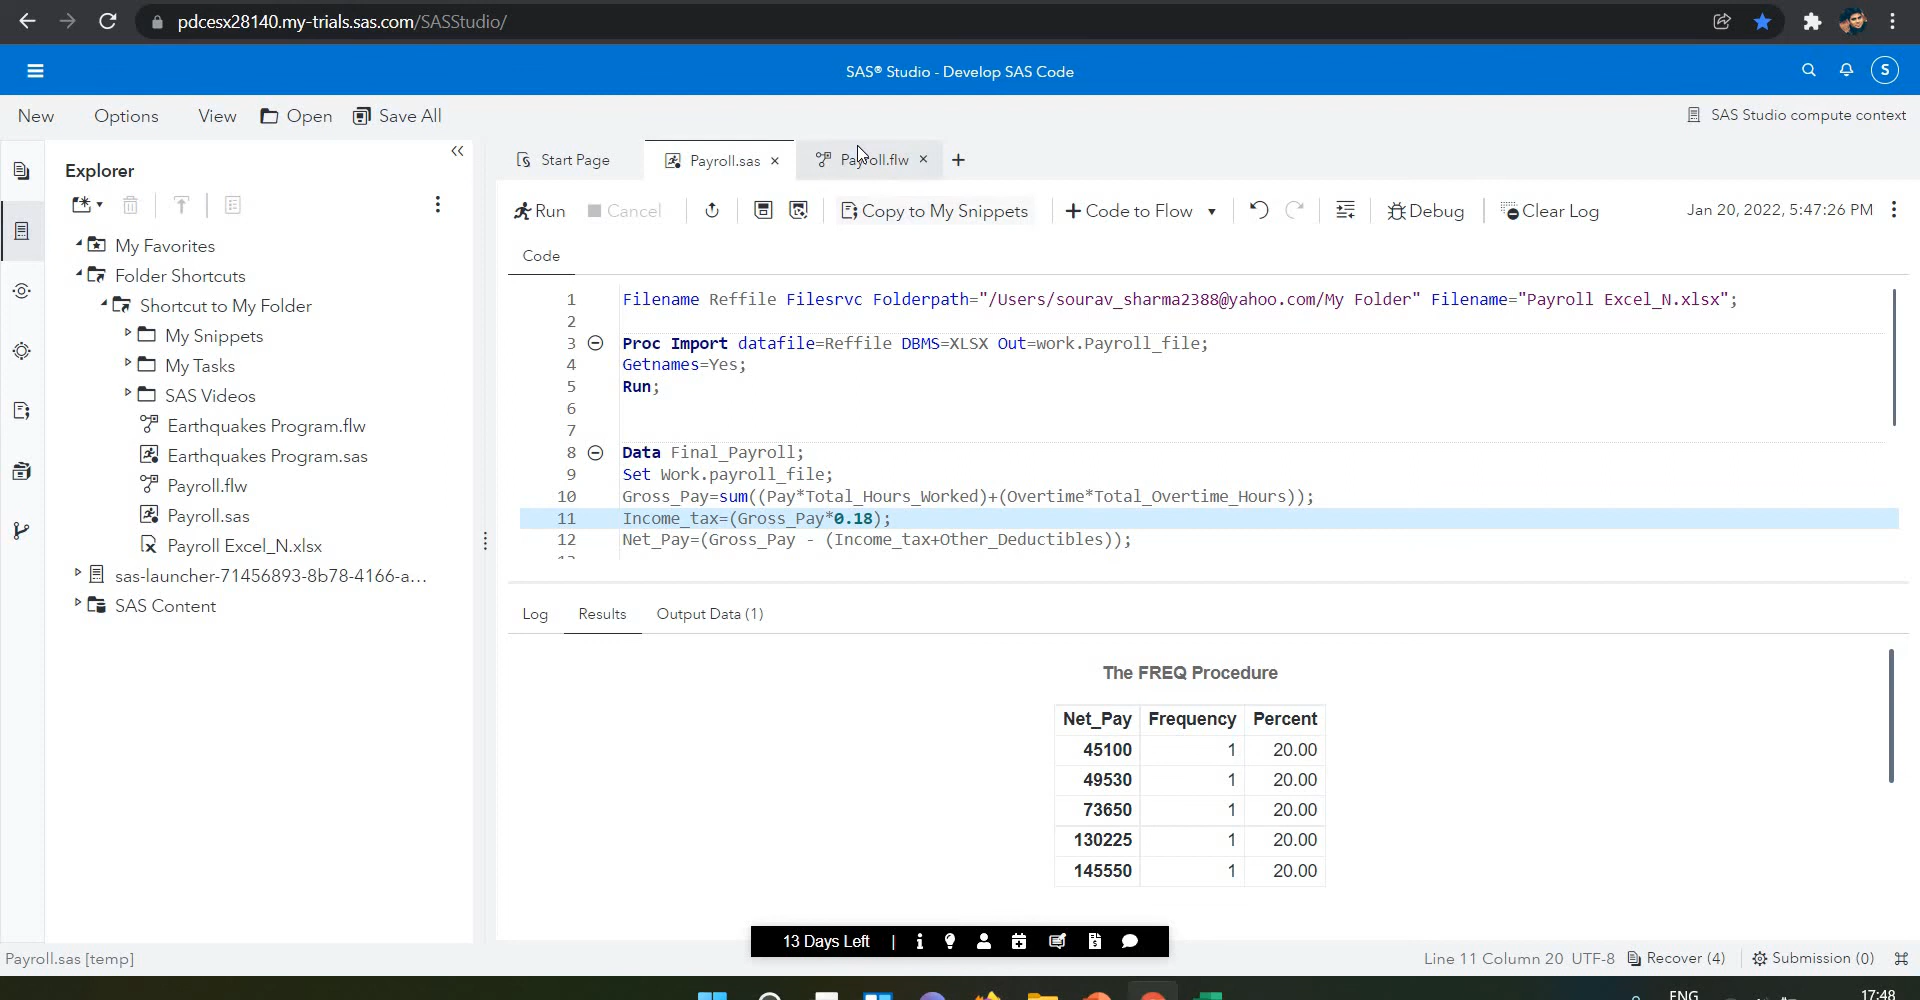 pdcesx28140.my-trials.sas.com/SASStudio/
SAS® Studio - Develop SAS Code
S
New Options View Open Save All
SAS Studio compute context
Explorer
My Favorites
Folder Shortcuts
Shortcut to My Folder
My Snippets
My Tasks
SAS Videos
Earthquakes Program.flw
Earthquakes Program.sas
Payroll.flw
Payroll.sas
Payroll Excel_N.xlsx
sas-launcher-71456893-8b78-4166-a...
SAS Content
Start Page Payroll.sas × Payroll.flw × +
Run Cancel Copy to My Snippets + Code to Flow Debug Clear Log Jan 20, 2022, 5:47:26 PM
Code
1 Filename Reffile Filesrvc Folderpath="/Users/sourav_sharma2388@yahoo.com/My Folder" Filename="Payroll Excel_N.xlsx";
2
3 Proc Import datafile=Reffile DBMS=XLSX Out=work.Payroll_file;
4 Getnames=Yes;
5 Run;
6
7
8 Data Final_Payroll;
9 Set Work.payroll_file;
10 Gross_Pay=sum((Pay*Total_Hours_Worked)+(Overtime*Total_Overtime_Hours));
11 Income_tax=(Gross_Pay*0.18);
12 Net_Pay=(Gross_Pay - (Income_tax+Other_Deductibles));
Log Results Output Data (1)
The FREQ Procedure
Net_Pay Frequency Percent
45100 1 20.00
49530 1 20.00
73650 1 20.00
130225 1 20.00
145550 1 20.00
13 Days Left |
Payroll.sas [temp]
Line 11 Column 20 UTF-8 Recover (4) Submission (0)
ENG
17:48